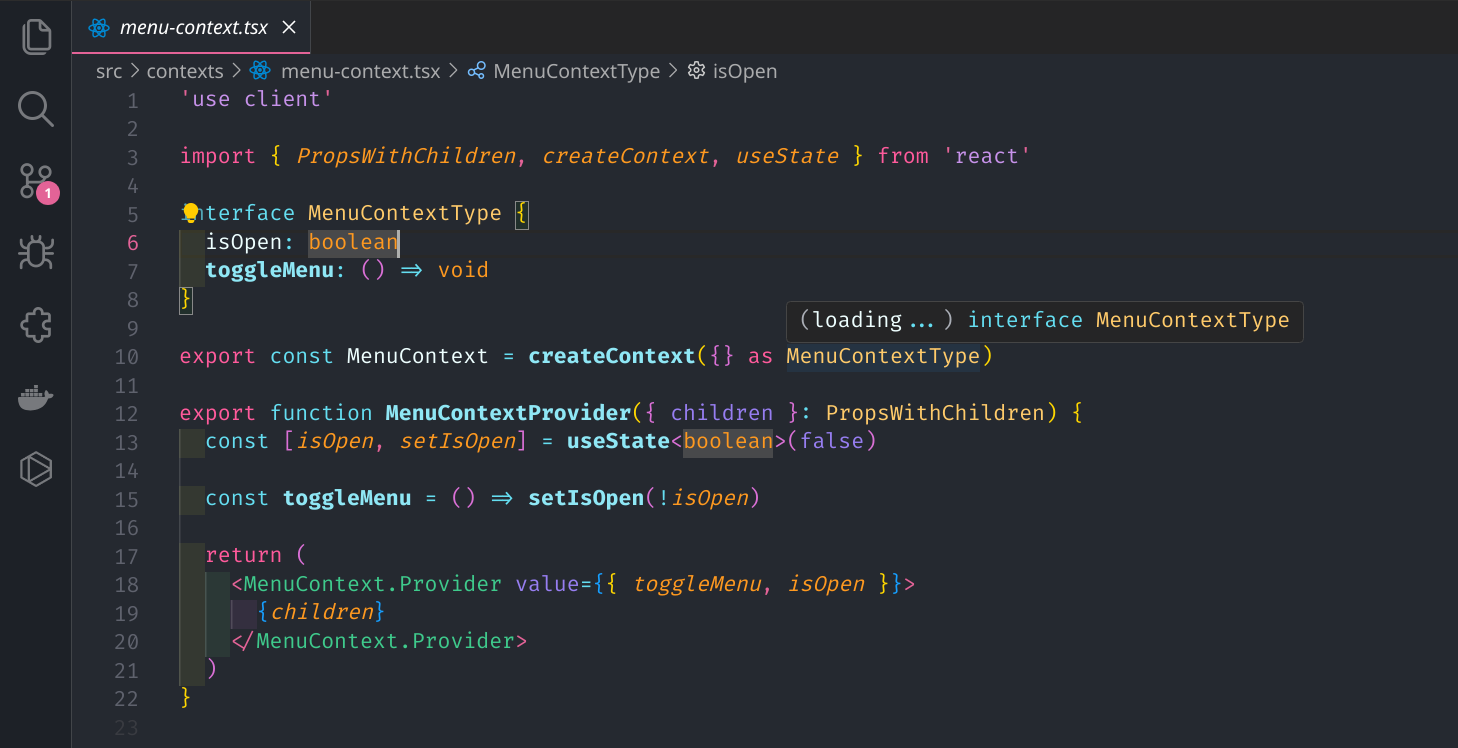 menu-context.tsx
src > contexts > menu-context.tsx > MenuContextType > isOpen
1 'use client'
2
3 import { PropsWithChildren, createContext, useState } from 'react'
4
5 interface MenuContextType {
6 isOpen: boolean
7 toggleMenu: () => void
8 }
9
(loading...) interface MenuContextType
10 export const MenuContext = createContext({} as MenuContextType)
11
12 export function MenuContextProvider({ children }: PropsWithChildren) {
13 const [isOpen, setIsOpen] = useState<boolean>(false)
14
15 const toggleMenu = () => setIsOpen(!isOpen)
16
17 return (
18 <MenuContext.Provider value={{ toggleMenu, isOpen }}>
19 {children}
20 </MenuContext.Provider>
21 )
22 }
23
1